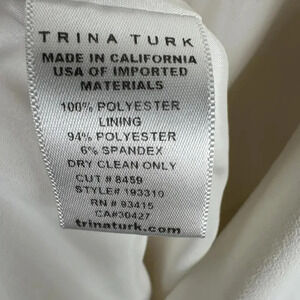 TRINA TURK
MADE IN CALIFORNIA
USA OF IMPORTED
MATERIALS
100% POLYESTER
LINING
94% POLYESTER
6% SPANDEX
DRY CLEAN ONLY
CUT # 8459
STYLE# 193310
RN # 93415
CA#30427
trinaturk.com